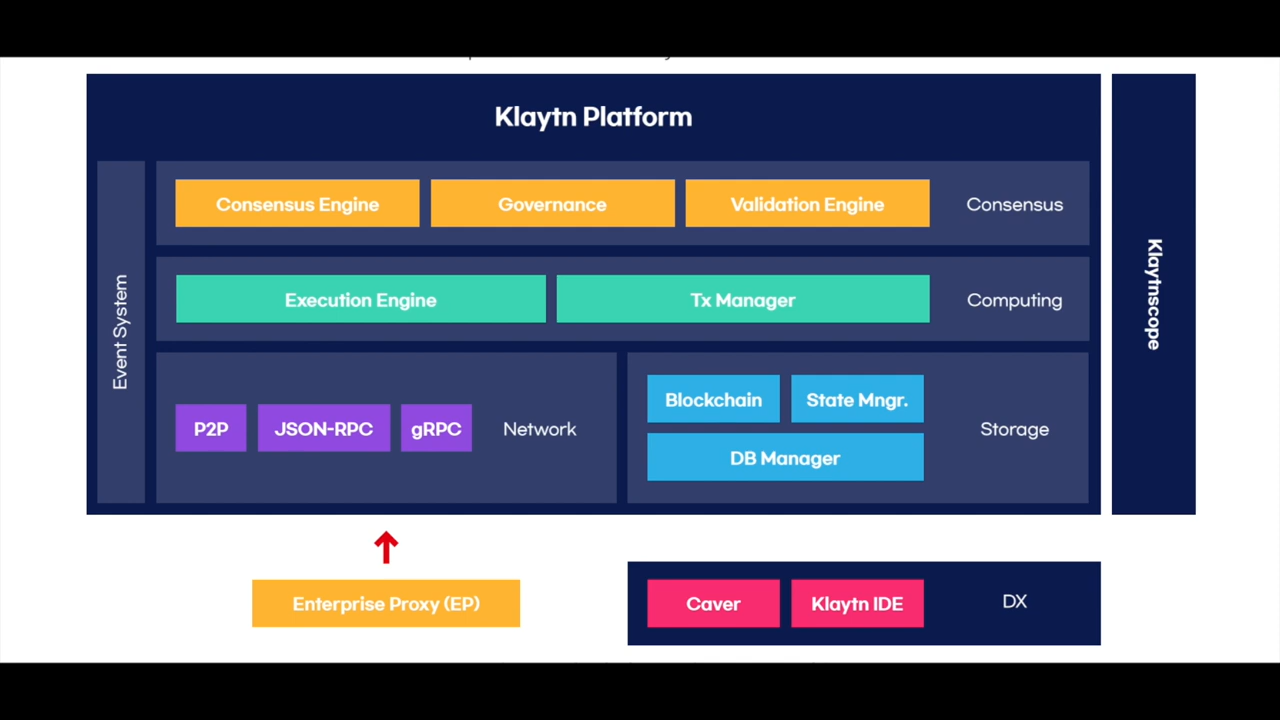 Klaytn Platform
Event System
Consensus Engine
Governance
Validation Engine
Consensus
Execution Engine
Tx Manager
Computing
P2P
JSON-RPC
gRPC
Network
Blockchain
State Mngr.
DB Manager
Storage
Klaytnscope
Enterprise Proxy (EP)
Caver
Klaytn IDE
DX